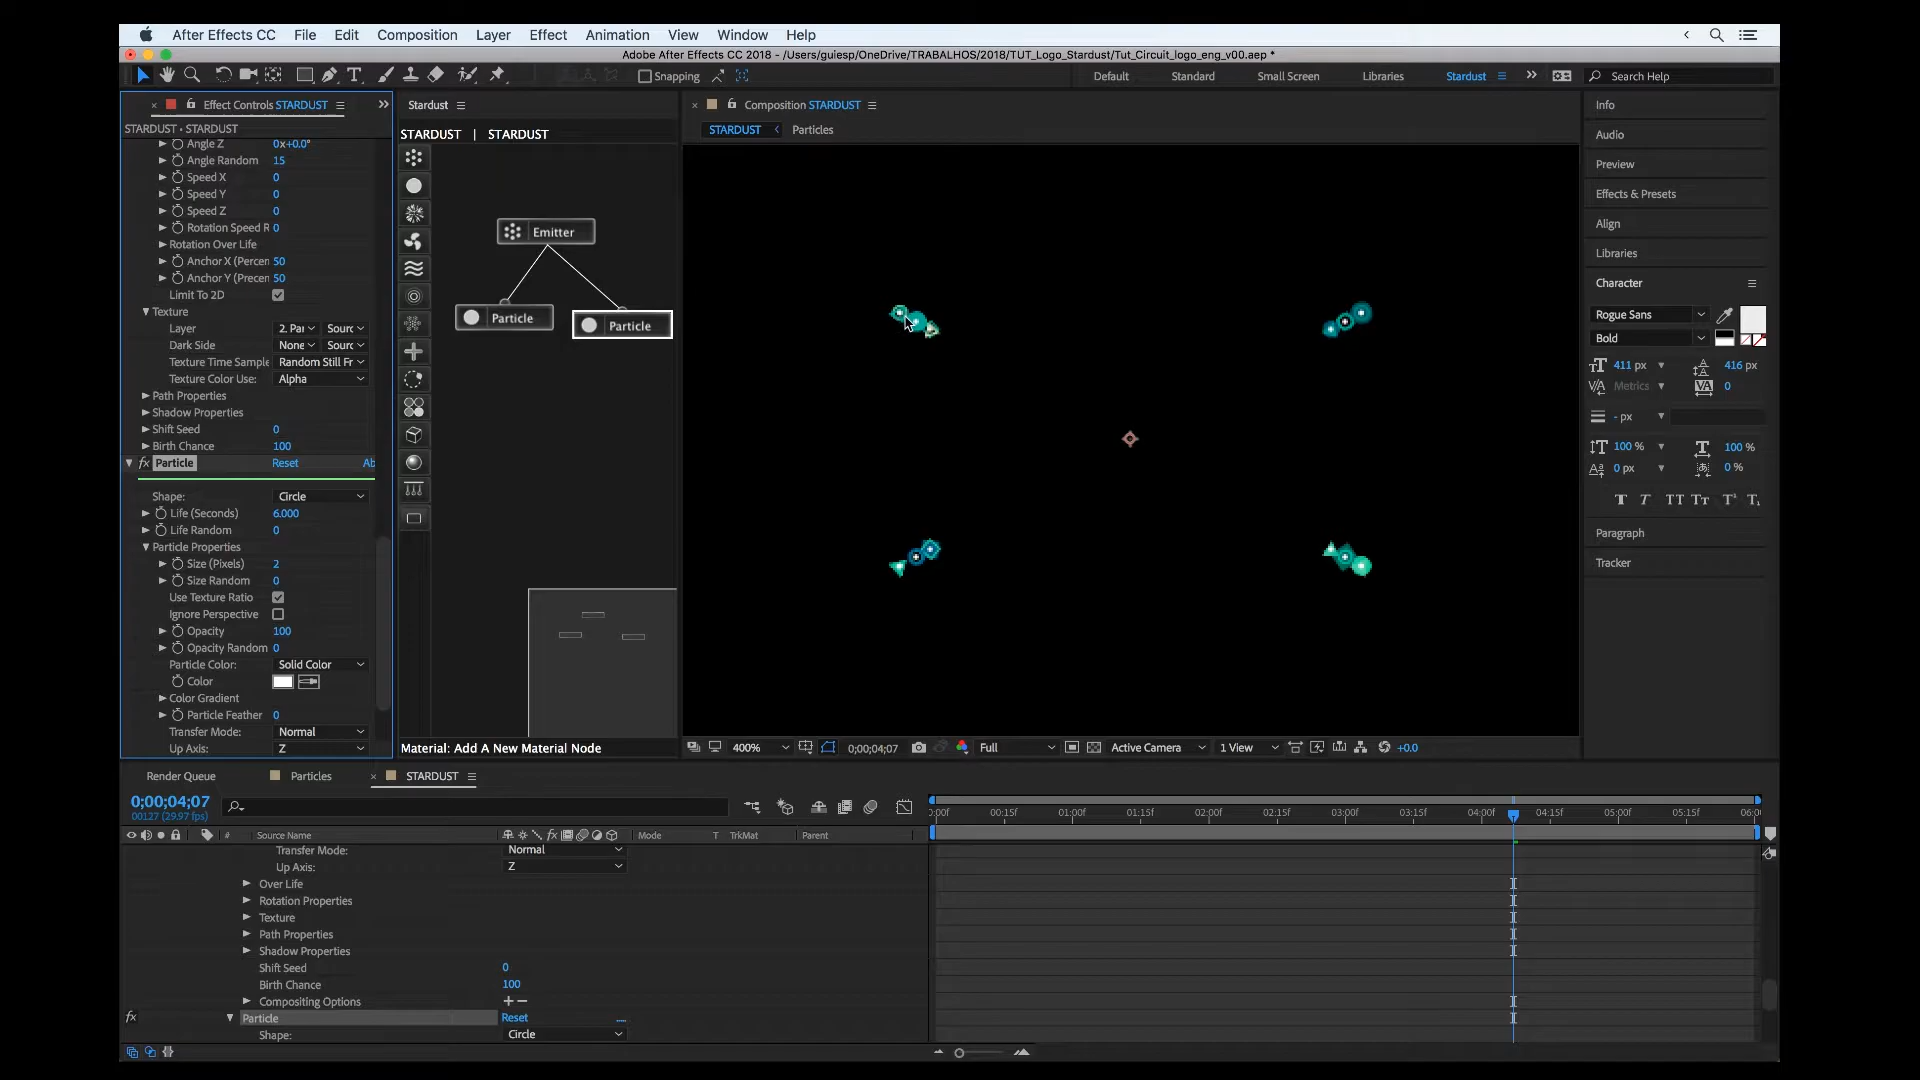 After Effects CC File Edit Composition Layer Effect Animation View Window Help
Adobe After Effects CC 2018 - /Users/guiesp/OneDrive/TRABALHOS/2018/TUT_Logo_Stardust/Tut_Circuit_logo_eng_v00.aep *
Snapping
Default Standard Small Screen Libraries Stardust Search Help
Effect Controls STARDUST
STARDUST • STARDUST
Angle Z 0x+0.0°
Angle Random 15
Speed X 0
Speed Y 0
Speed Z 0
Rotation Speed R 0
Rotation Over Life
Anchor X (Percen 50
Anchor Y (Precen 50
Limit To 2D
Texture
Layer 2. Par Sourc
Dark Side None Sourc
Texture Time Sample Random Still Fr
Texture Color Use: Alpha
Path Properties
Shadow Properties
Shift Seed 0
Birth Chance 100
fx Particle Reset Ab
Shape: Circle
Life (Seconds) 6.000
Life Random 0
Particle Properties
Size (Pixels) 2
Size Random 0
Use Texture Ratio
Ignore Perspective
Opacity 100
Opacity Random 0
Particle Color: Solid Color
Color
Color Gradient
Particle Feather 0
Transfer Mode: Normal
Up Axis: Z
Stardust
STARDUST | STARDUST
Emitter
Particle
Particle
Material: Add A New Material Node
Composition STARDUST
STARDUST Particles
400% 0;00;04;07 Full Active Camera 1 View +0.0
Info
Audio
Preview
Effects & Presets
Align
Libraries
Character
Rogue Sans
Bold
411 px 416 px
Metrics 0
- px
100 % 100 %
0 px 0 %
T T TT Tt T¹ T₁
Paragraph
Tracker
Render Queue Particles STARDUST
0;00;04;07
00127 (29.97 fps)
# Source Name fx Mode T TrkMat Parent
:00f 00:15f 01:00f 01:15f 02:00f 02:15f 03:00f 03:15f 04:00f 04:15f 05:00f 05:15f 06:0
Transfer Mode: Normal
Up Axis: Z
Over Life
Rotation Properties
Texture
Path Properties
Shadow Properties
Shift Seed 0
Birth Chance 100
Compositing Options +−
fx Particle Reset ....
Shape: Circle